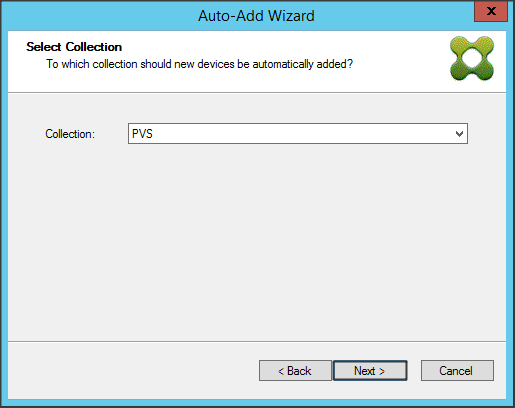 Auto-Add Wizard
x
Select Collection
To which collection should new devices be automatically added?
Collection:
PVS
< Back
Next >
Cancel